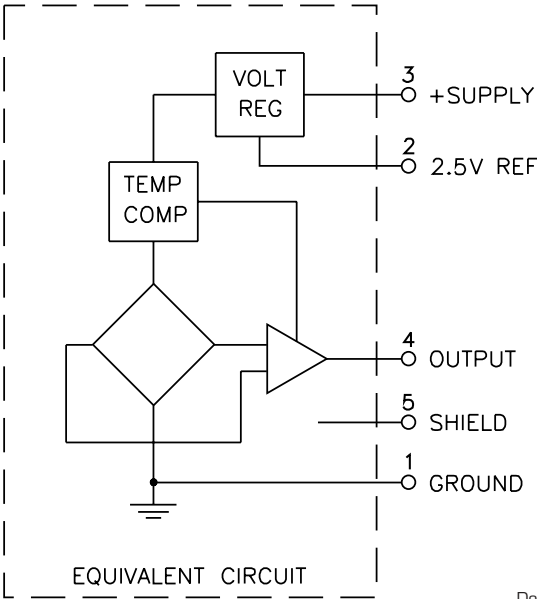 VOLT
REG
3
+SUPPLY
2
2.5V REF
TEMP
COMP
4
OUTPUT
5
SHIELD
1
GROUND
EQUIVALENT CIRCUIT